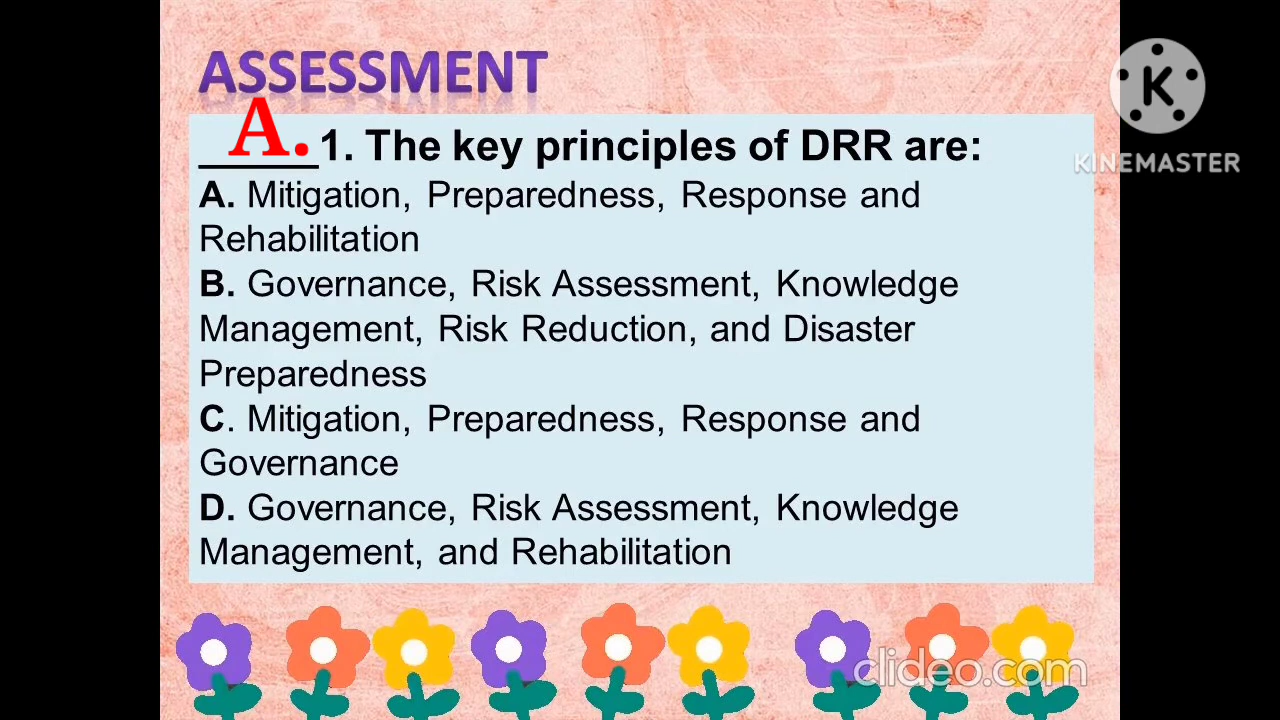 ASSESSMENT
A.
______1. The key principles of DRR are:
A. Mitigation, Preparedness, Response and
Rehabilitation
B. Governance, Risk Assessment, Knowledge
Management, Risk Reduction, and Disaster
Preparedness
C. Mitigation, Preparedness, Response and
Governance
D. Governance, Risk Assessment, Knowledge
Management, and Rehabilitation
K
KINEMASTER
clideo.com